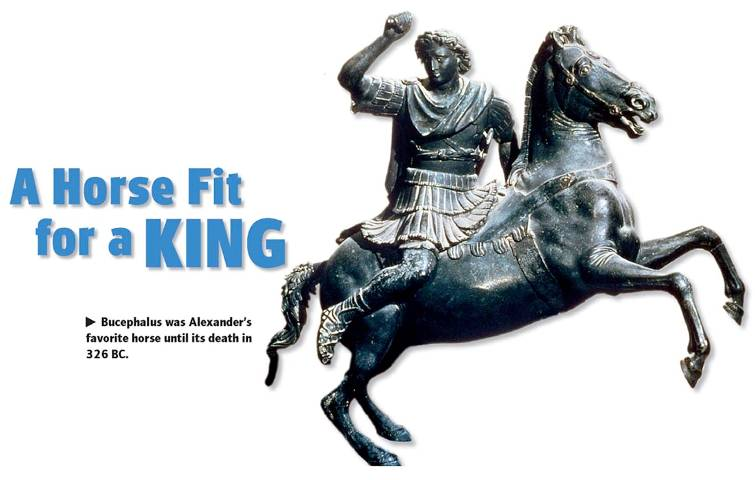 A Horse Fit
for a KING
▶ Bucephalus was Alexander's
favorite horse until its death in
326 BC.